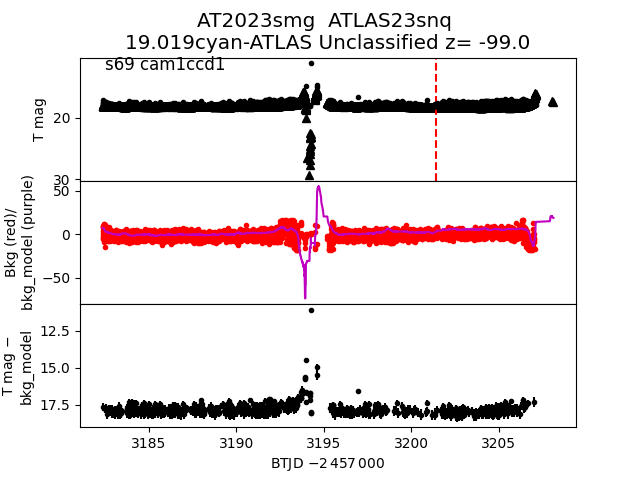 AT2023smg  ATLAS23snq
19.019cyan-ATLAS Unclassified z= -99.0
s69 cam1ccd1
T mag
20
30
Bkg (red)/
bkg_model (purple)
50
0
−50
T mag −
bkg_model
12.5
15.0
17.5
3185
3190
3195
3200
3205
BTJD −2 457 000